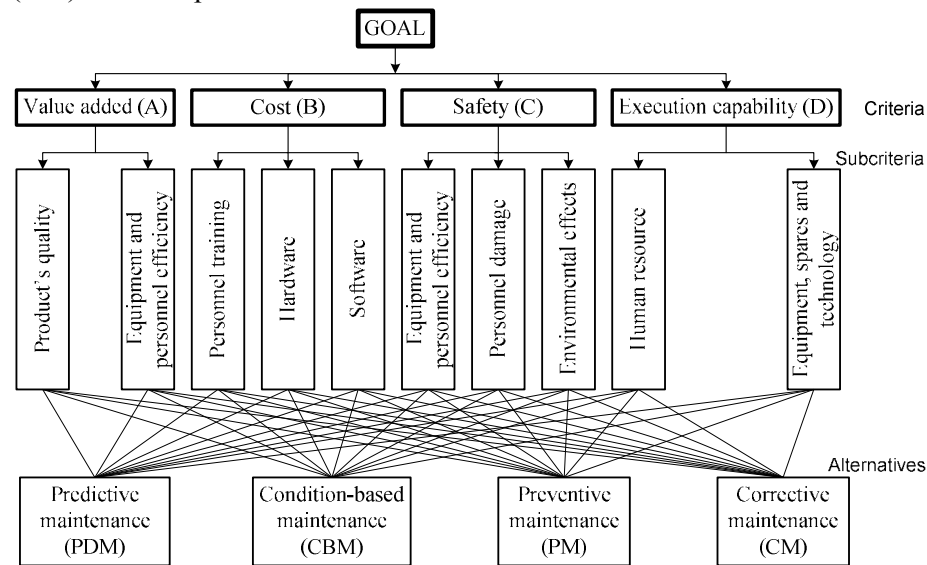 GOAL
Value added (A)
Cost (B)
Safety (C)
Execution capability (D)
Criteria
Subcriteria
Product's quality
Equipment and
personnel efficiency
Personnel training
Hardware
Software
Equipment and
personnel efficiency
Personnel damage
Environmental effects
Human resource
Equipment, spares and
technology
Alternatives
Predictive
maintenance
(PDM)
Condition-based
maintenance
(CBM)
Preventive
maintenance
(PM)
Corrective
maintenance
(CM)